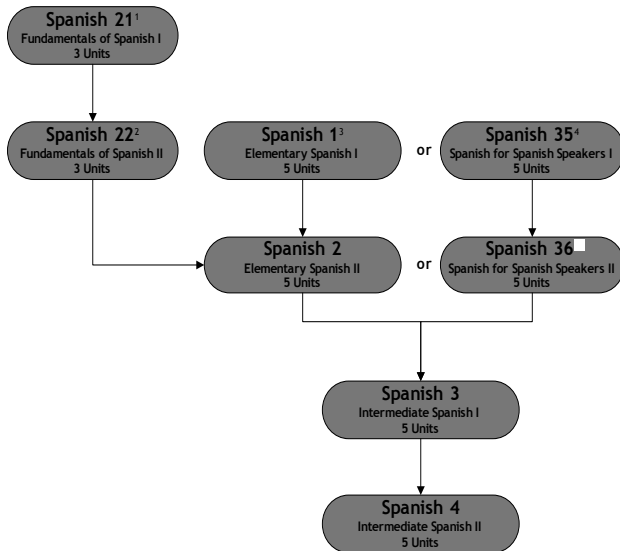 Spanish 21¹
Fundamentals of Spanish I
3 Units
Spanish 22²
Fundamentals of Spanish II
3 Units
Spanish 1³
Elementary Spanish I
5 Units
or
Spanish 35⁴
Spanish for Spanish Speakers I
5 Units
Spanish 2
Elementary Spanish II
5 Units
or
Spanish 36
Spanish for Spanish Speakers II
5 Units
Spanish 3
Intermediate Spanish I
5 Units
Spanish 4
Intermediate Spanish II
5 Units